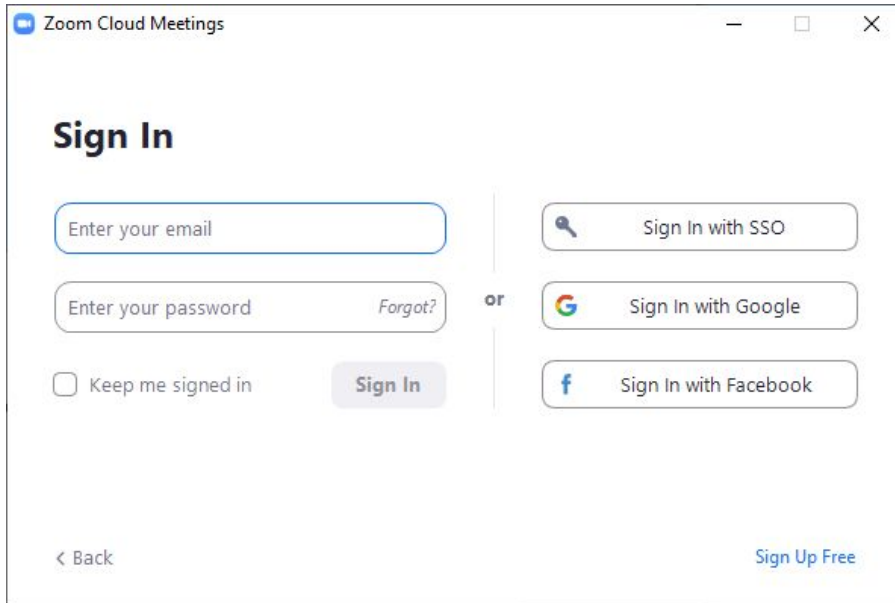 Zoom Cloud Meetings
Sign In
Enter your email
Enter your password Forgot?
Keep me signed in Sign In
or
Sign In with SSO
Sign In with Google
Sign In with Facebook
< Back
Sign Up Free